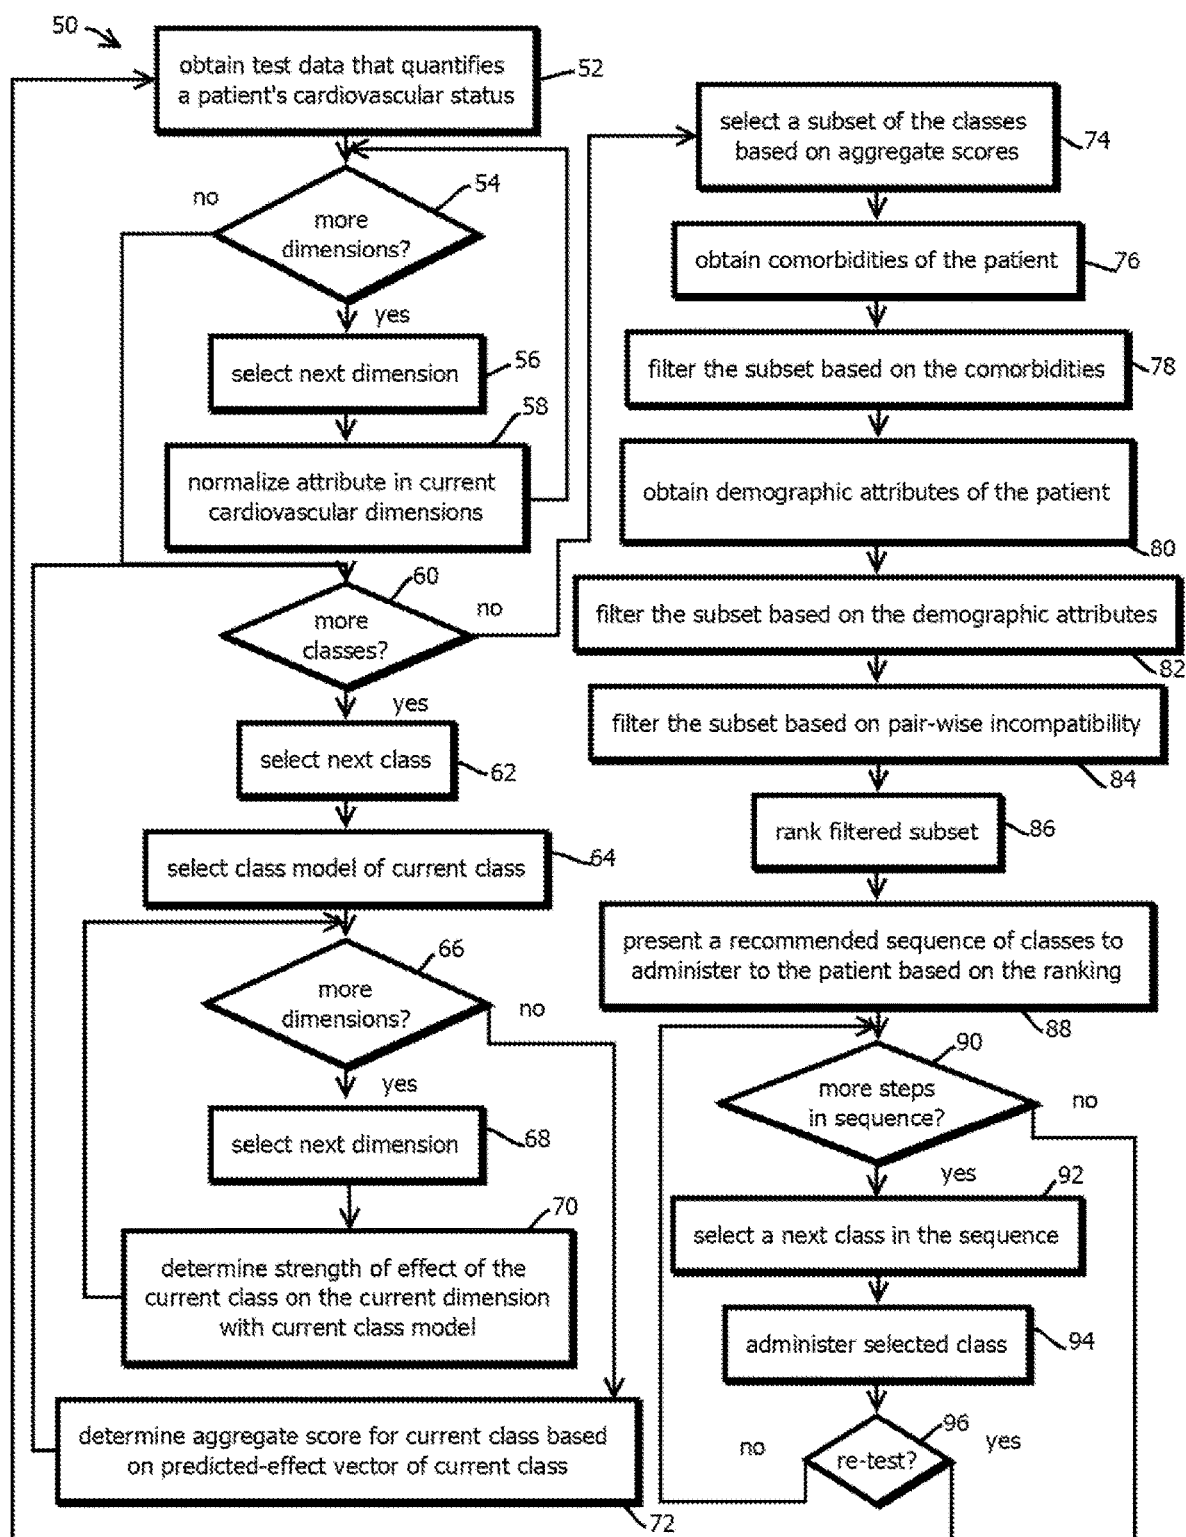 50
obtain test data that quantifies
a patient's cardiovascular status
52
no
54
more
dimensions?
yes
select next dimension
56
58
normalize attribute in current
cardiovascular dimensions
60
no
more
classes?
yes
select next class
62
select class model of current class
64
66
more
dimensions?
no
yes
select next dimension
68
70
determine strength of effect of the
current class on the current dimension
with current class model
determine aggregate score for current class based
on predicted-effect vector of current class
72
select a subset of the classes
based on aggregate scores
74
obtain comorbidities of the patient
76
filter the subset based on the comorbidities
78
obtain demographic attributes of the patient
80
filter the subset based on the demographic attributes
82
filter the subset based on pair-wise incompatibility
84
rank filtered subset
86
present a recommended sequence of classes to
administer to the patient based on the ranking
88
90
more steps
in sequence?
no
yes
92
select a next class in the sequence
administer selected class
94
96
no
re-test?
yes